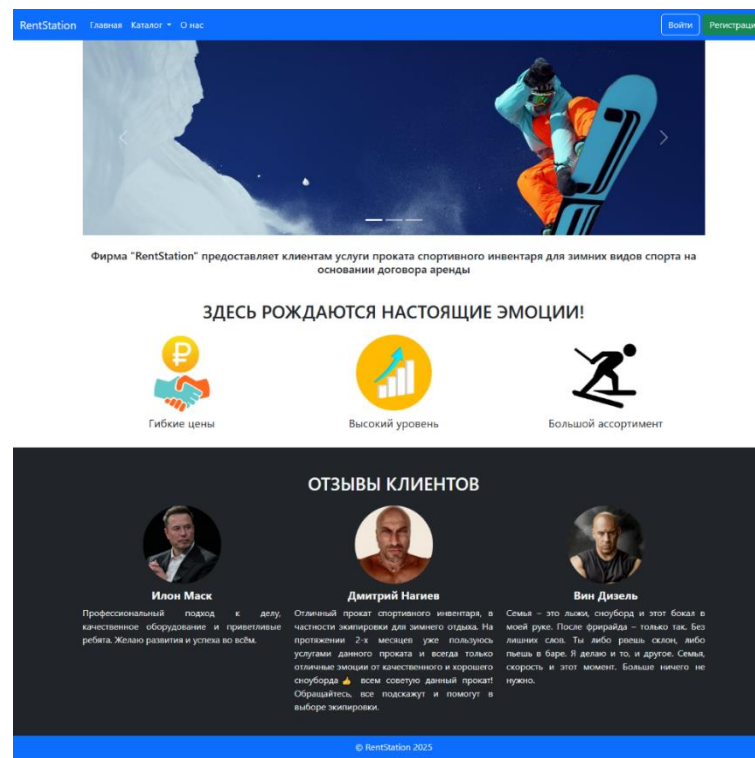 RentStation Главная Каталог О нас Войти Регистраци
Фирма "RentStation" предоставляет клиентам услуги проката спортивного инвентаря для зимних видов спорта на
основании договора аренды
ЗДЕСЬ РОЖДАЮТСЯ НАСТОЯЩИЕ ЭМОЦИИ!
Гибкие цены
Высокий уровень
Большой ассортимент
ОТЗЫВЫ КЛИЕНТОВ
Илон Маск
Профессиональный подход к делу,
качественное оборудование и приветливые
ребята. Желаю развития и успеха во всём.
Дмитрий Нагиев
Отличный прокат спортивного инвентаря, в
частности экипировки для зимнего отдыха. На
протяжении 2-х месяцев уже пользуюсь
услугами данного проката и всегда только
отличные эмоции от качественного и хорошего
сноуборда 👍 всем советую данный прокат!
Обращайтесь, все подскажут и помогут в
выборе экипировки.
Вин Дизель
Семья – это лыжи, сноуборд и этот бокал в
моей руке. После фрирайда – только так. Без
лишних слов. Ты либо рвешь склон, либо
пьешь в баре. Я делаю и то, и другое. Семья,
скорость и этот момент. Больше ничего не
нужно.
© RentStation 2025